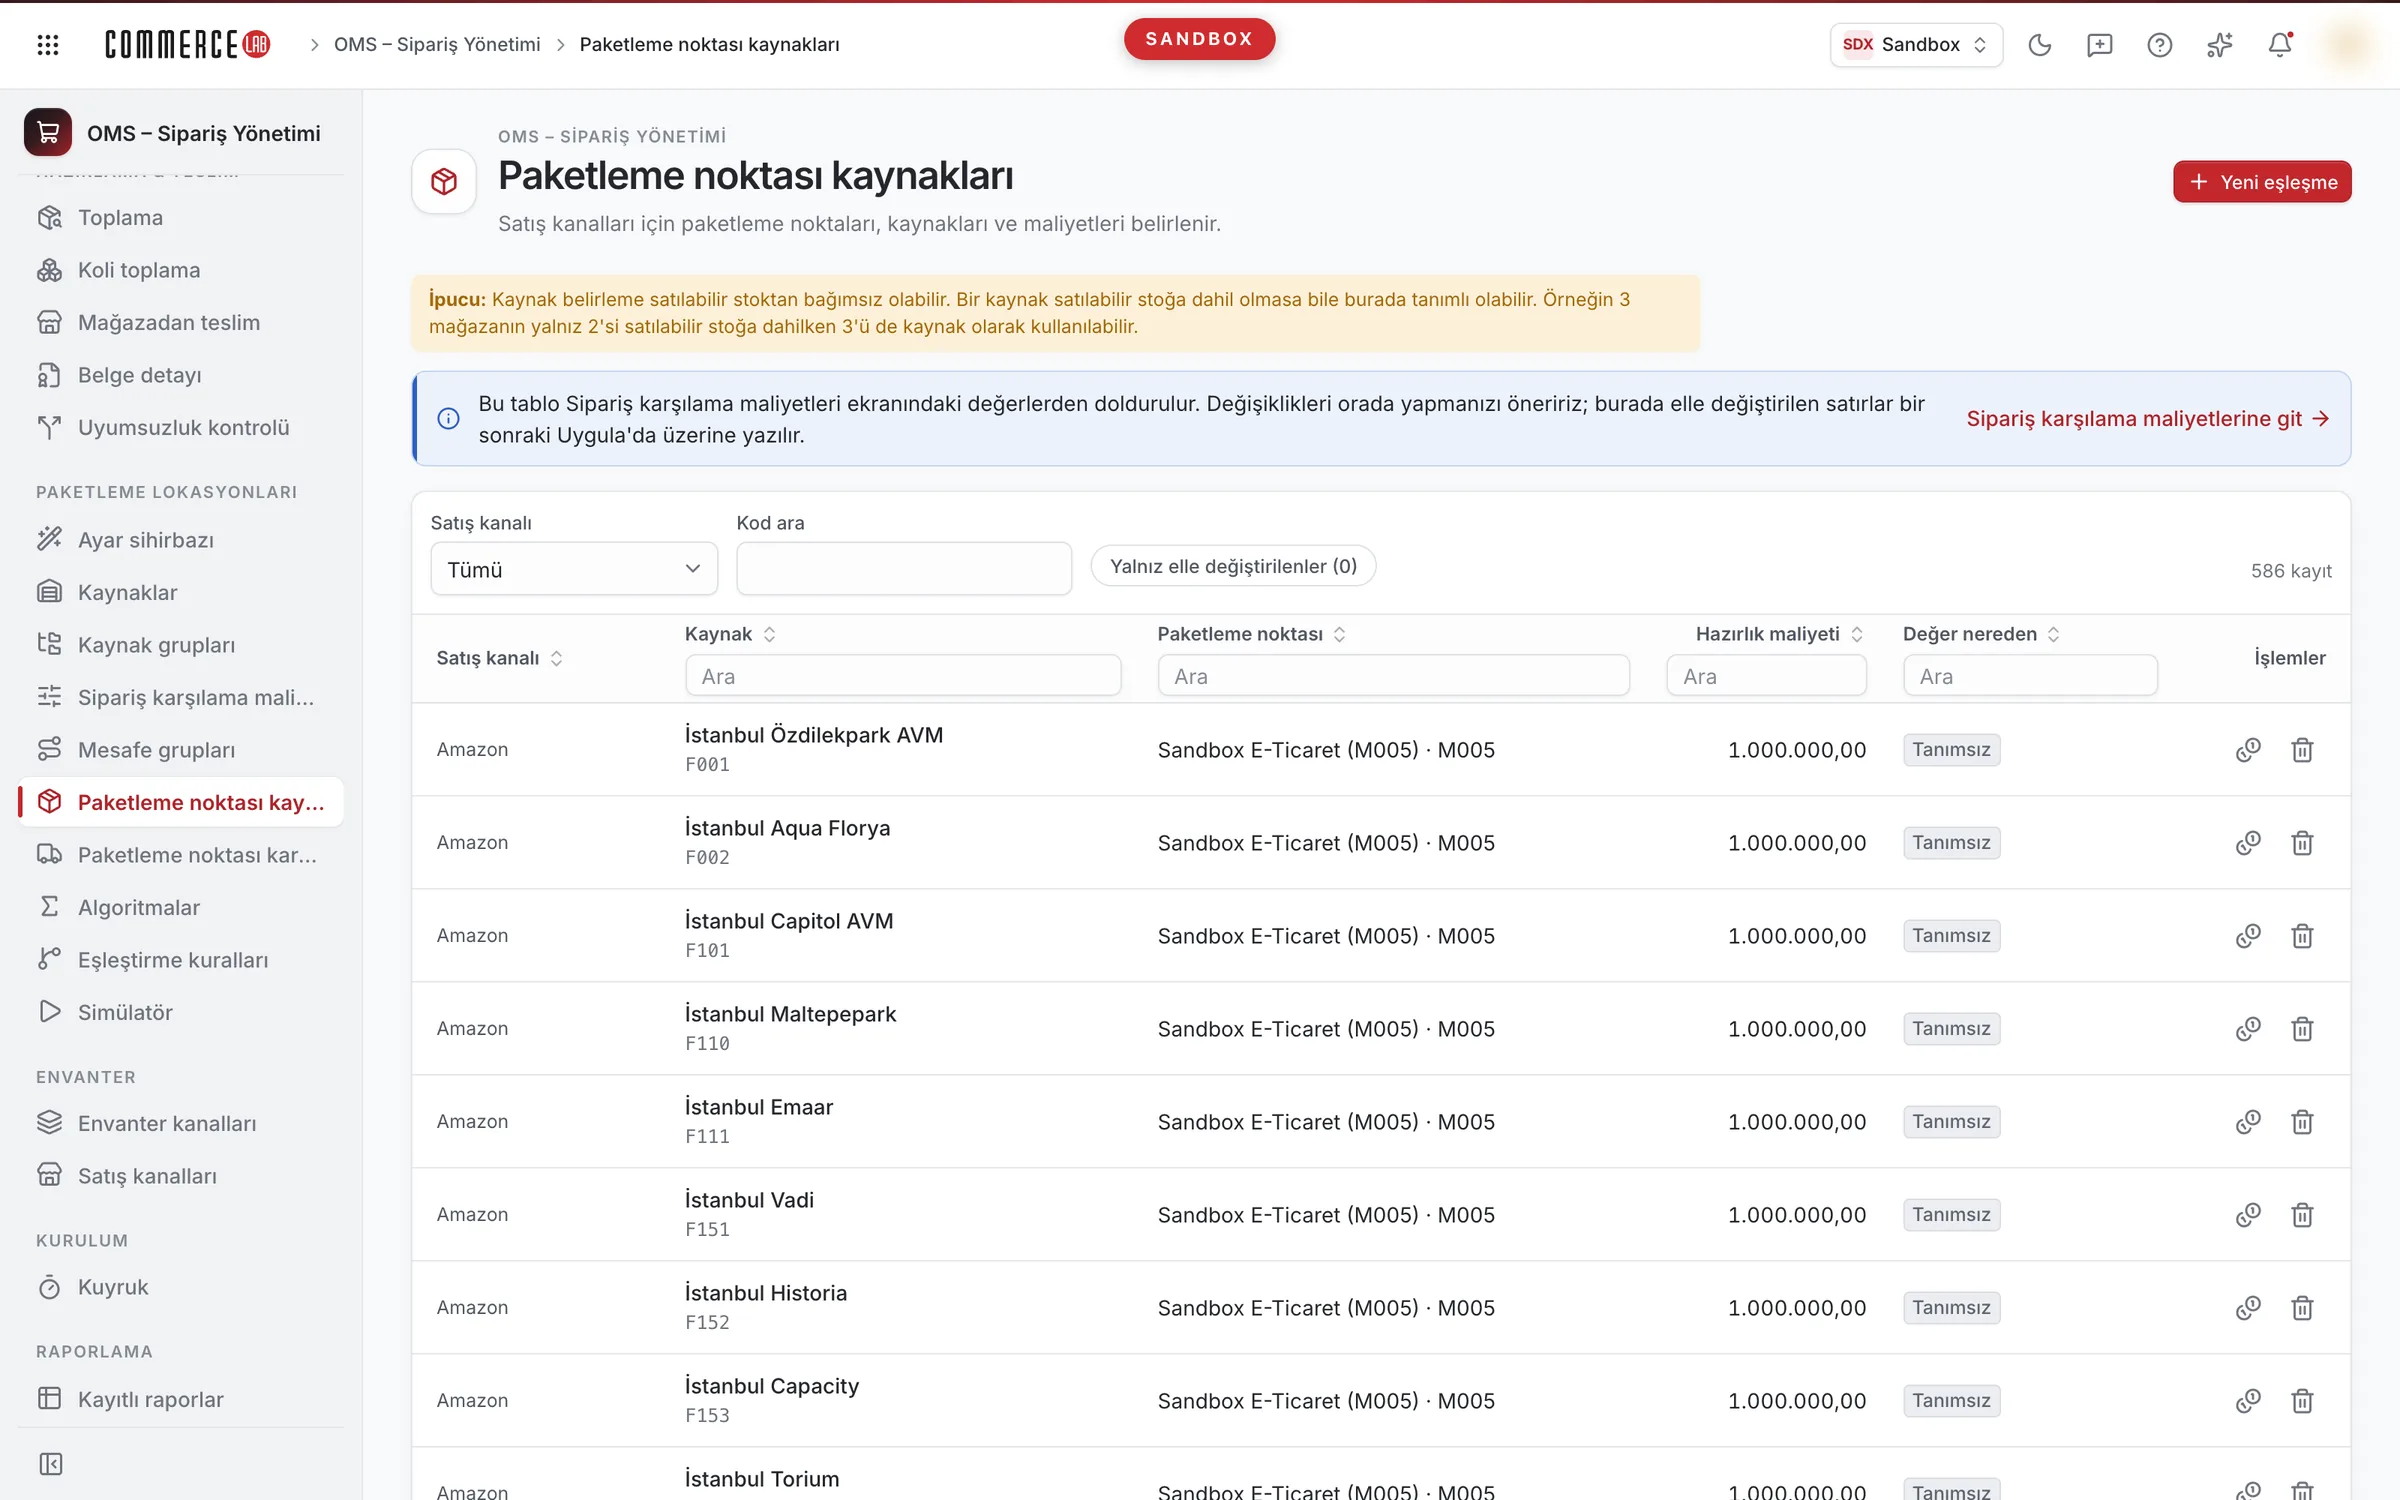 COMMERCE LAB
OMS – Sipariş Yönetimi
Paketleme noktası kaynakları
SANDBOX
SDX Sandbox
OMS – Sipariş Yönetimi
Toplama
Koli toplama
Mağazadan teslim
Belge detayı
Uyumsuzluk kontrolü
PAKETLEME LOKASYONLARI
Ayar sihirbazı
Kaynaklar
Kaynak grupları
Sipariş karşılama mali...
Mesafe grupları
Paketleme noktası kay...
Paketleme noktası kar...
Algoritmalar
Eşleştirme kuralları
Simülatör
ENVANTER
Envanter kanalları
Satış kanalları
KURULUM
Kuyruk
RAPORLAMA
Kayıtlı raporlar
OMS – SİPARİŞ YÖNETİMİ
Paketleme noktası kaynakları
Satış kanalları için paketleme noktaları, kaynakları ve maliyetleri belirlenir.
Yeni eşleşme
İpucu: Kaynak belirleme satılabilir stoktan bağımsız olabilir. Bir kaynak satılabilir stoğa dahil olmasa bile burada tanımlı olabilir. Örneğin 3
mağazanın yalnız 2'si satılabilir stoğa dahilken 3'ü de kaynak olarak kullanılabilir.
Bu tablo Sipariş karşılama maliyetleri ekranındaki değerlerden doldurulur. Değişiklikleri orada yapmanızı öneririz; burada elle değiştirilen satırlar bir
sonraki Uygula'da üzerine yazılır.
Sipariş karşılama maliyetlerine git →
Satış kanalı
Kod ara
Tümü
Yalnız elle değiştirilenler (0)
586 kayıt
Satış kanalı
Kaynak
Paketleme noktası
Hazırlık maliyeti
Değer nereden
İşlemler
Ara
Ara
Ara
Ara
Amazon
İstanbul Özdilekpark AVM
F001
Sandbox E-Ticaret (M005) · M005
1.000.000,00
Tanımsız
Amazon
İstanbul Aqua Florya
F002
Sandbox E-Ticaret (M005) · M005
1.000.000,00
Tanımsız
Amazon
İstanbul Capitol AVM
F101
Sandbox E-Ticaret (M005) · M005
1.000.000,00
Tanımsız
Amazon
İstanbul Maltepepark
F110
Sandbox E-Ticaret (M005) · M005
1.000.000,00
Tanımsız
Amazon
İstanbul Emaar
F111
Sandbox E-Ticaret (M005) · M005
1.000.000,00
Tanımsız
Amazon
İstanbul Vadi
F151
Sandbox E-Ticaret (M005) · M005
1.000.000,00
Tanımsız
Amazon
İstanbul Historia
F152
Sandbox E-Ticaret (M005) · M005
1.000.000,00
Tanımsız
Amazon
İstanbul Capacity
F153
Sandbox E-Ticaret (M005) · M005
1.000.000,00
Tanımsız
Amazon
İstanbul Torium
Sandbox E-Ticaret (M005) · M005
1.000.000,00
Tanımsız